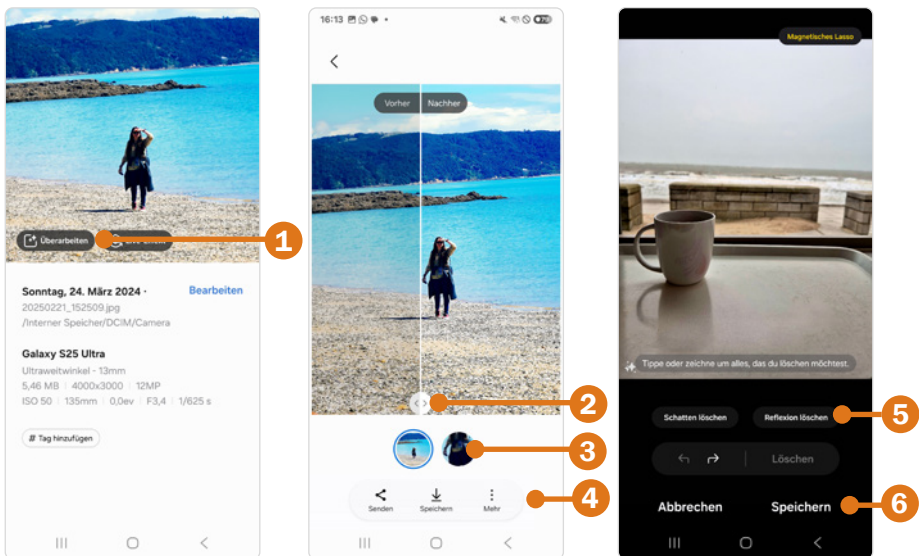 Überarbeiten
1
Sonntag, 24. März 2024 · Bearbeiten
20250221_152509.jpg
/Interner Speicher/DCIM/Camera
Galaxy S25 Ultra
Ultraweitwinkel - 13mm
5,46 MB | 4000x3000 | 12MP
ISO 50 | 135mm | 0,0ev | F3,4 | 1/625 s
# Tag hinzufügen
16:13
Vorher Nachher
2
3
4
Senden Speichern Mehr
Magnetisches Lasso
Tippe oder zeichne um alles, das du löschen möchtest.
Schatten löschen Reflexion löschen
5
Löschen
Abbrechen Speichern
6